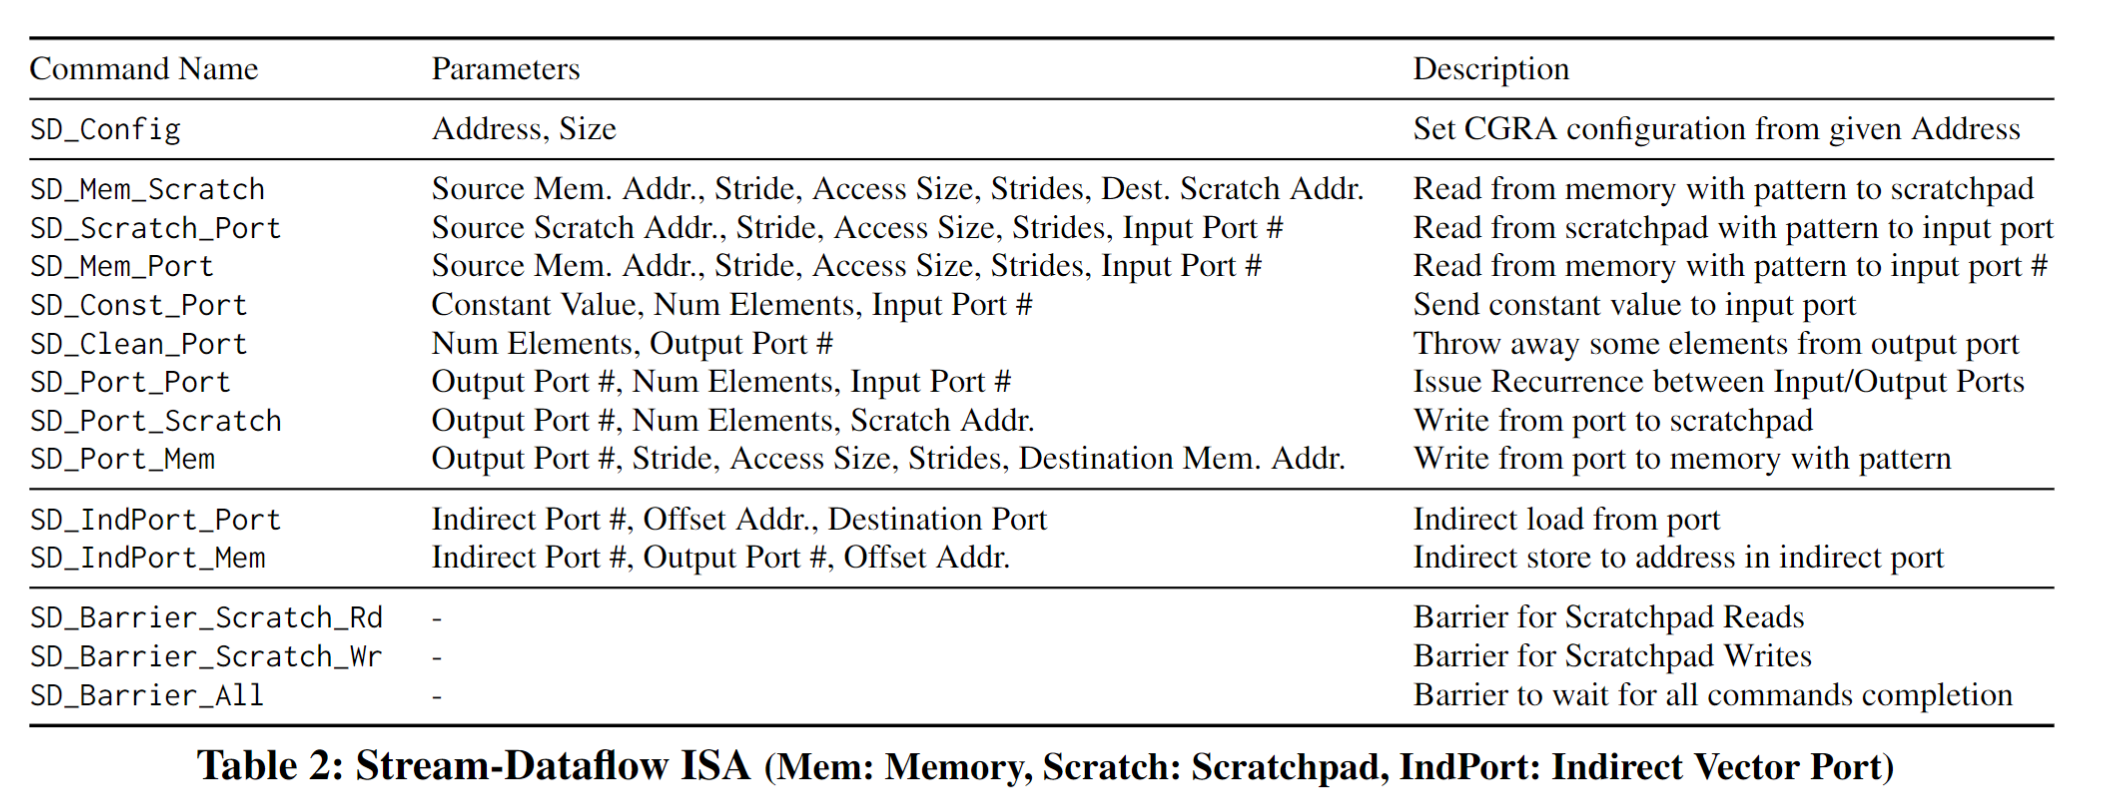 Command Name Parameters Description
SD_Config Address, Size Set CGRA configuration from given Address
SD_Mem_Scratch Source Mem. Addr., Stride, Access Size, Strides, Dest. Scratch Addr. Read from memory with pattern to scratchpad
SD_Scratch_Port Source Scratch Addr., Stride, Access Size, Strides, Input Port # Read from scratchpad with pattern to input port
SD_Mem_Port Source Mem. Addr., Stride, Access Size, Strides, Input Port # Read from memory with pattern to input port #
SD_Const_Port Constant Value, Num Elements, Input Port # Send constant value to input port
SD_Clean_Port Num Elements, Output Port # Throw away some elements from output port
SD_Port_Port Output Port #, Num Elements, Input Port # Issue Recurrence between Input/Output Ports
SD_Port_Scratch Output Port #, Num Elements, Scratch Addr. Write from port to scratchpad
SD_Port_Mem Output Port #, Stride, Access Size, Strides, Destination Mem. Addr. Write from port to memory with pattern
SD_IndPort_Port Indirect Port #, Offset Addr., Destination Port Indirect load from port
SD_IndPort_Mem Indirect Port #, Output Port #, Offset Addr. Indirect store to address in indirect port
SD_Barrier_Scratch_Rd - Barrier for Scratchpad Reads
SD_Barrier_Scratch_Wr - Barrier for Scratchpad Writes
SD_Barrier_All - Barrier to wait for all commands completion
Table 2: Stream-Dataflow ISA (Mem: Memory, Scratch: Scratchpad, IndPort: Indirect Vector Port)